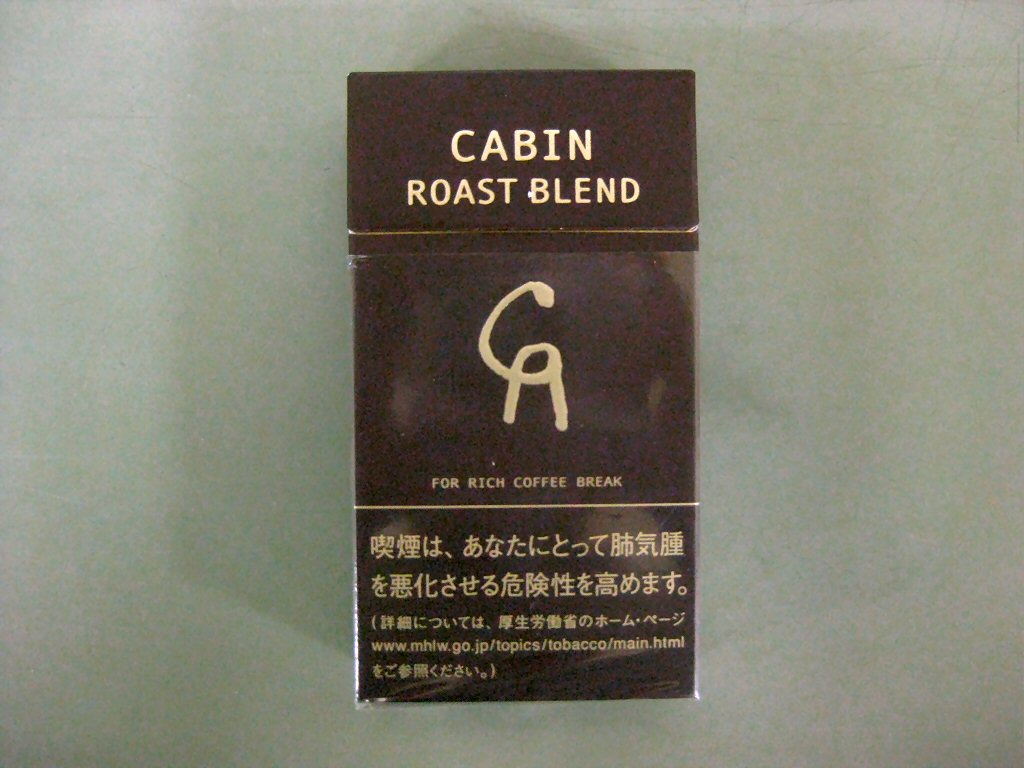 CABIN
ROAST BLEND
CA
FOR RICH COFFEE BREAK
喫煙は、あなたにとって肺気腫
を悪化させる危険性を高めます。
(詳細については、厚生労働省のホーム・ページ
www.mhlw.go.jp/topics/tobacco/main.html
をご参照ください。)